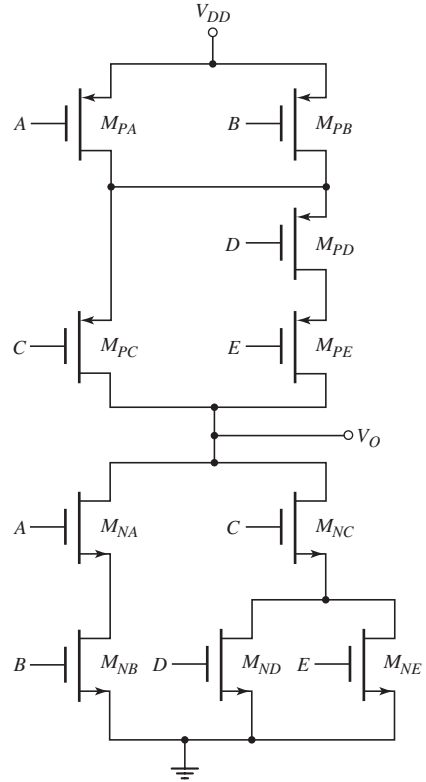 V_DD
A M_PA B M_PB
D M_PD
C M_PC E M_PE
V_O
A M_NA C M_NC
B M_NB D M_ND E M_NE